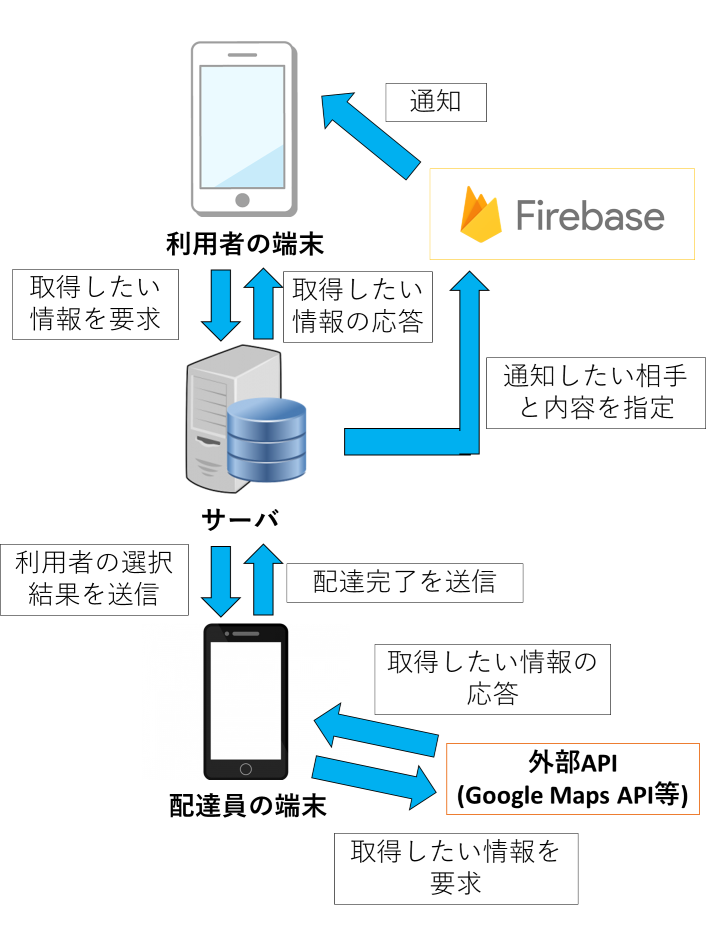 通知
Firebase
利用者の端末
取得したい
情報を要求
取得したい
情報の応答
通知したい相手
と内容を指定
サーバ
利用者の選択
結果を送信
配達完了を送信
取得したい情報の
応答
外部API
(Google Maps API等)
配達員の端末
取得したい情報を
要求